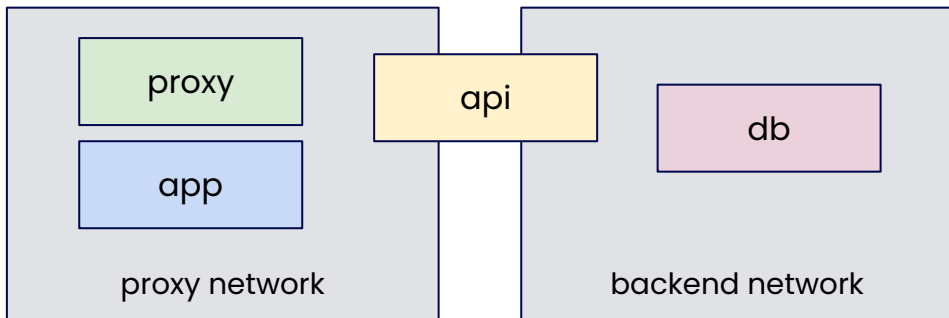 proxy
app
api
db
proxy network
backend network